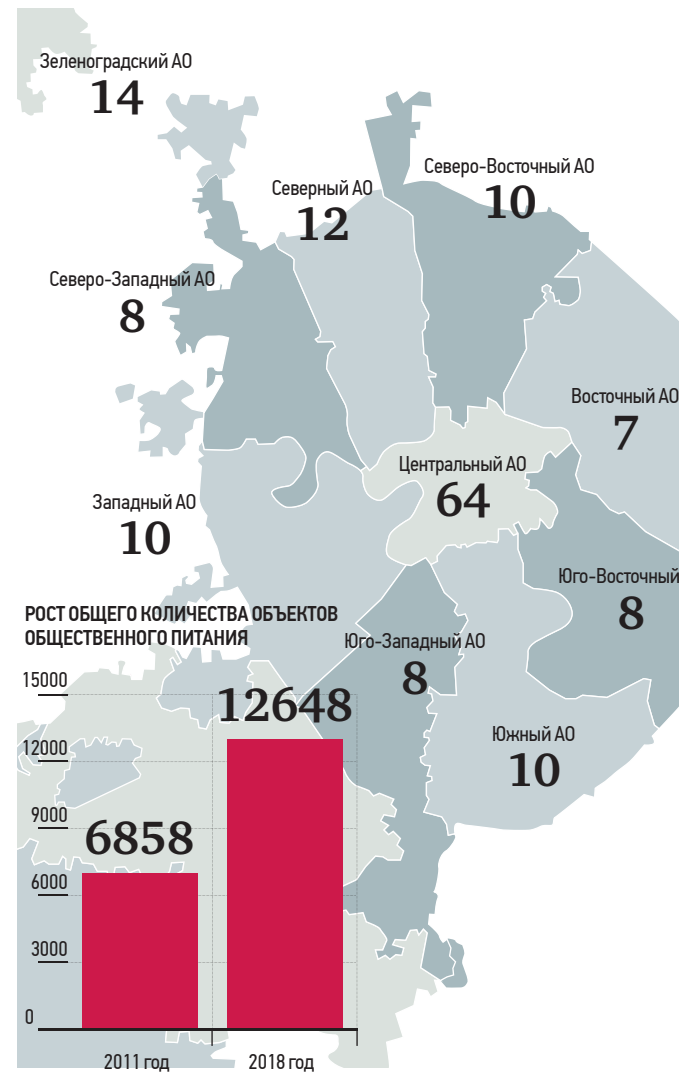 Зеленоградский АО
14
Северо-Восточный АО
10
Северный АО
12
Северо-Западный АО
8
Восточный АО
7
Центральный АО
64
Западный АО
10
Юго-Восточный
8
РОСТ ОБЩЕГО КОЛИЧЕСТВА ОБЪЕКТОВ
ОБЩЕСТВЕННОГО ПИТАНИЯ
Юго-Западный АО
8
Южный АО
10
15000
12000
9000
6000
3000
0
6858
12648
2011 год
2018 год